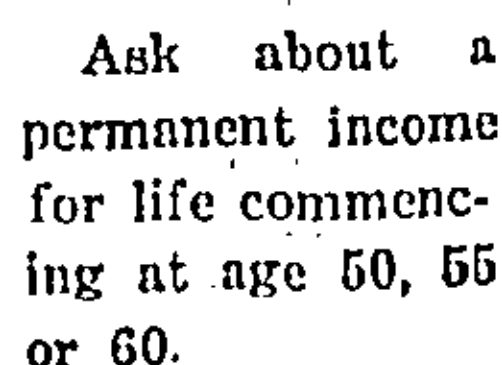 Ask about a
permanent income
for life commenc-
ing at age 50, 55
or 60.